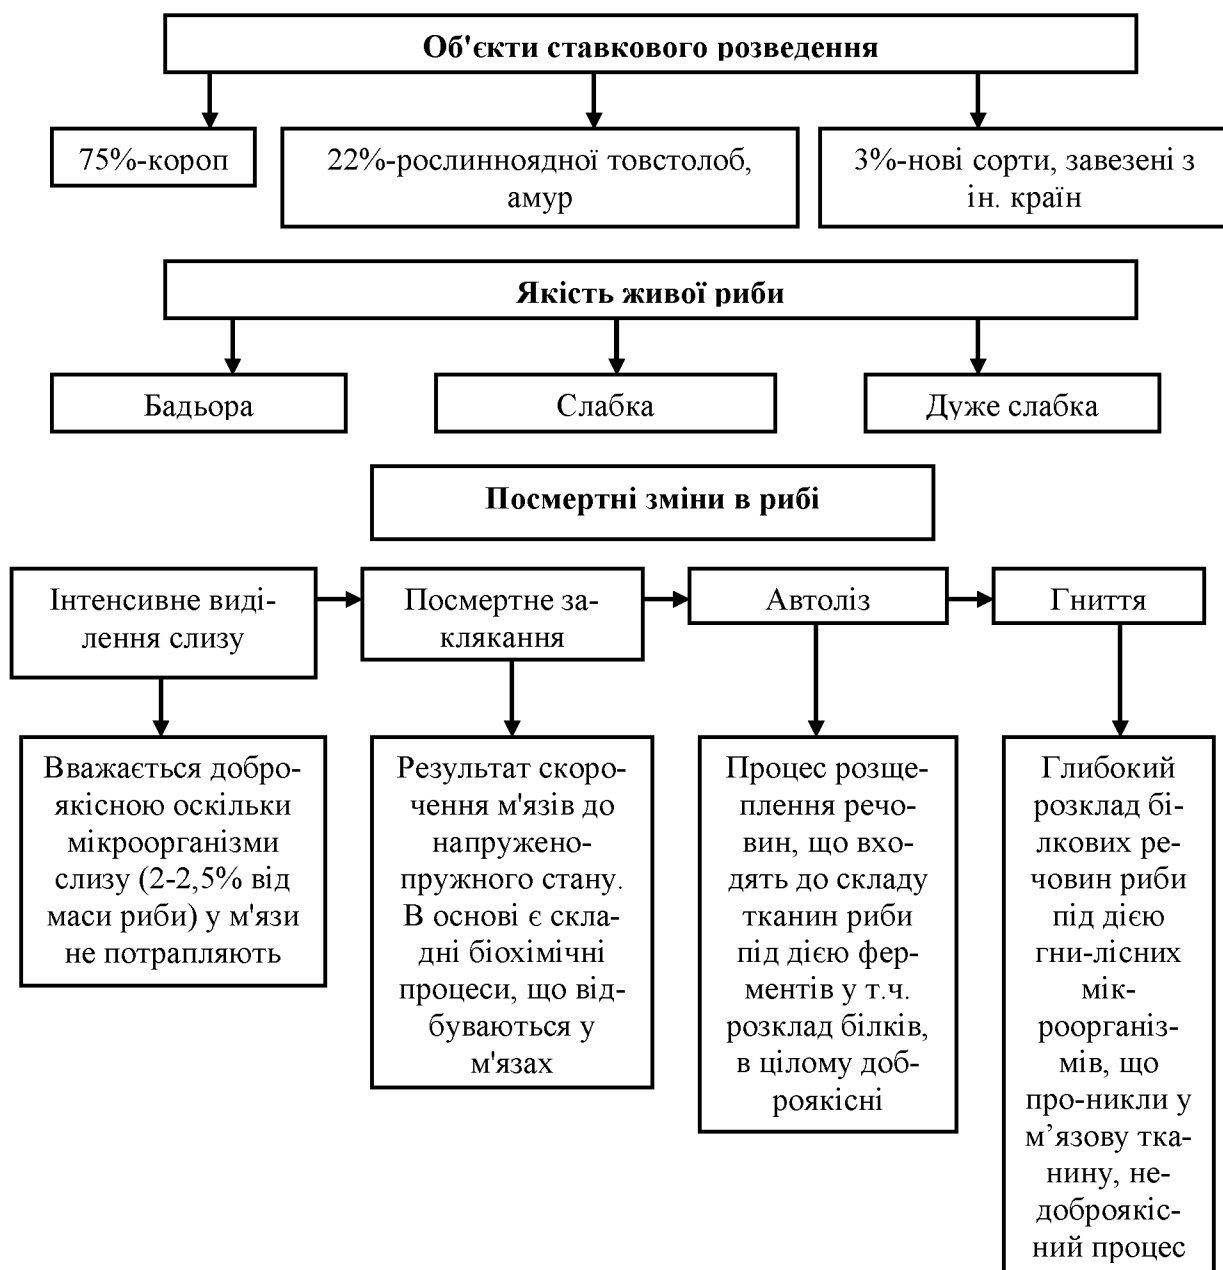 Об'єкти ставкового розведення
75%-короп
22%-рослинноядної товстолоб,
амур
3%-нові сорти, завезені з
ін. країн
Якість живої риби
Бадьора
Слабка
Дуже слабка
Посмертні зміни в рибі
Інтенсивне виді-
лення слизу
Посмертне за-
клякання
Автоліз
Гниття
Вважається добро-
якісною оскільки
мікроорганізми
слизу (2-2,5% від
маси риби) у м'язи
не потрапляють
Результат скоро-
чення м'язів до
напружено-
пружного стану.
В основі є скла-
дні біохімічні
процеси, що від-
буваються у
м'язах
Процес розще-
плення речо-
вин, що вхо-
дять до складу
тканин риби
під дією фер-
ментів у т.ч.
розклад білків,
в цілому доб-
роякісні
Глибокий
розклад бі-
лкових ре-
човин риби
під дією
гни-лісних
мік-
роорганіз-
мів, що
про-никли у
м’язову тка-
нину, не-
доброякіс-
ний процес